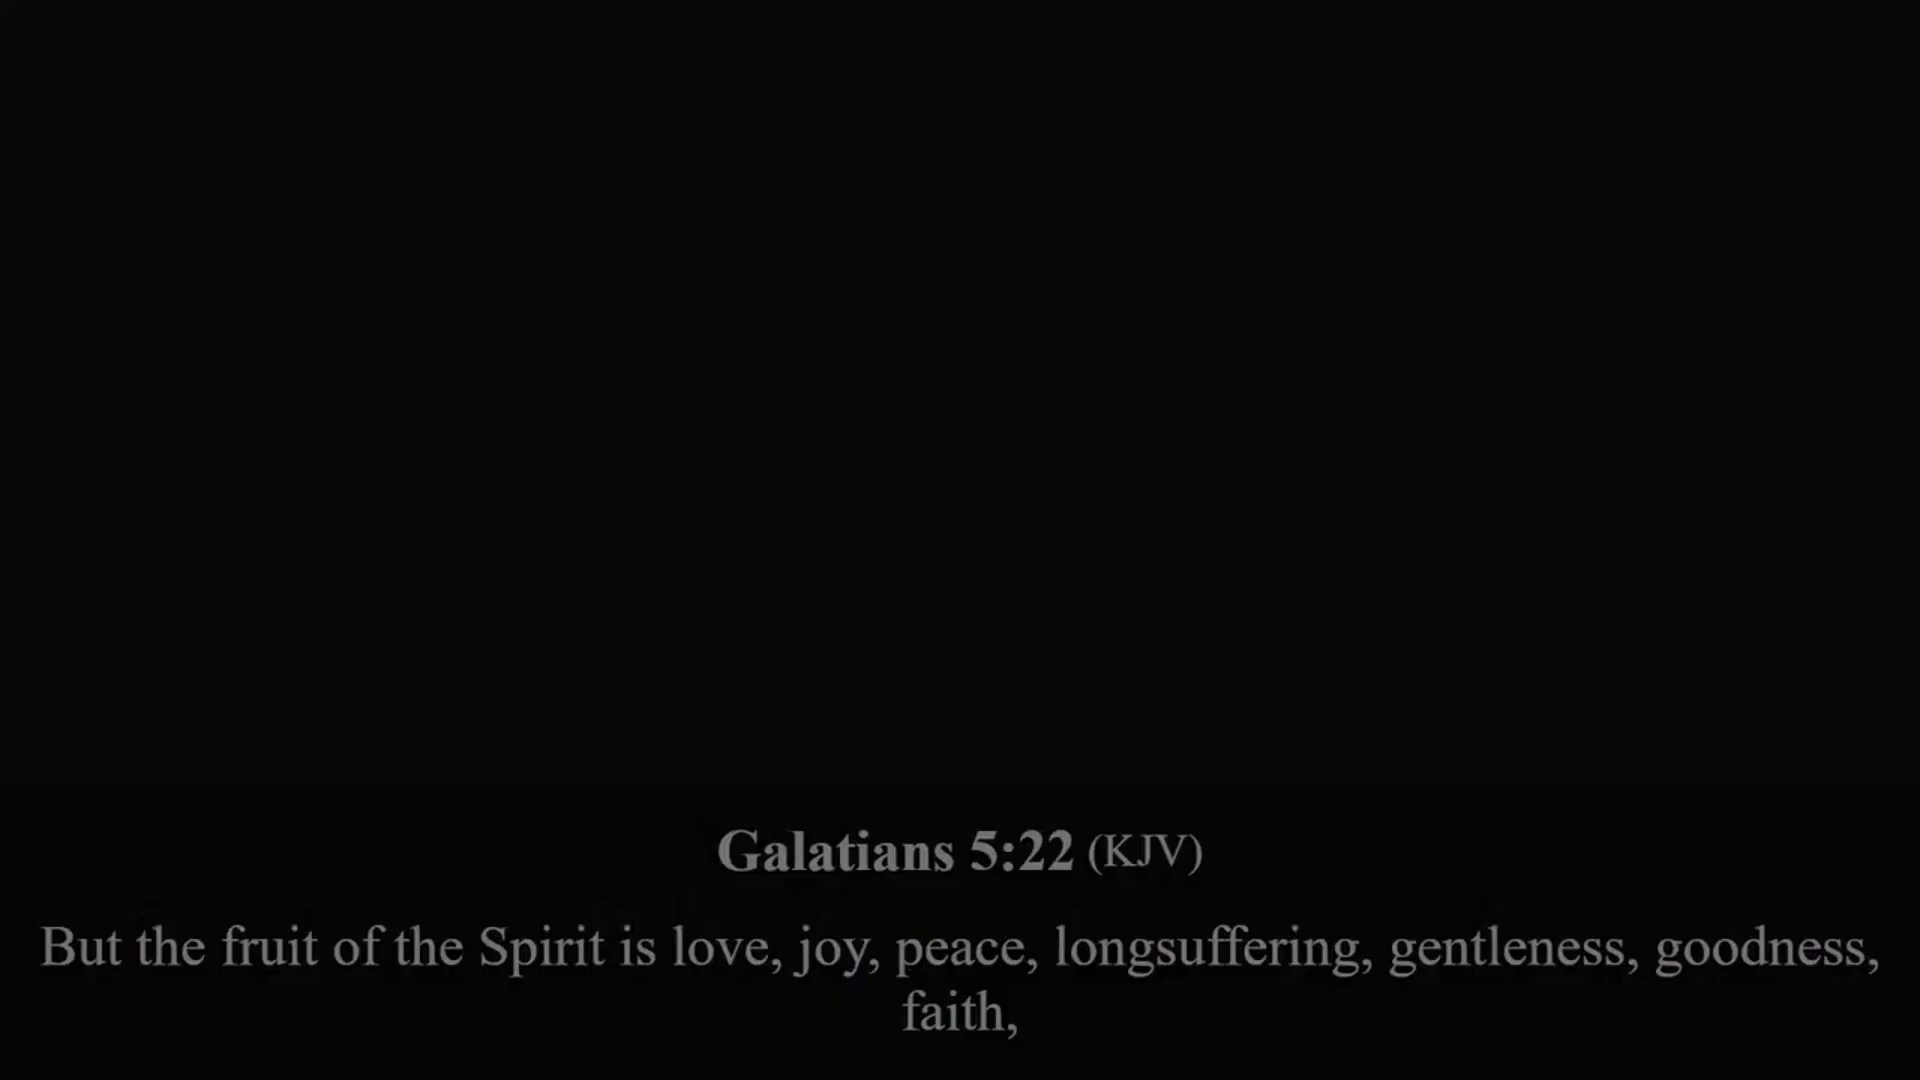 Galatians 5:22 (KJV)
But the fruit of the Spirit is love, joy, peace, longsuffering, gentleness, goodness,
faith,